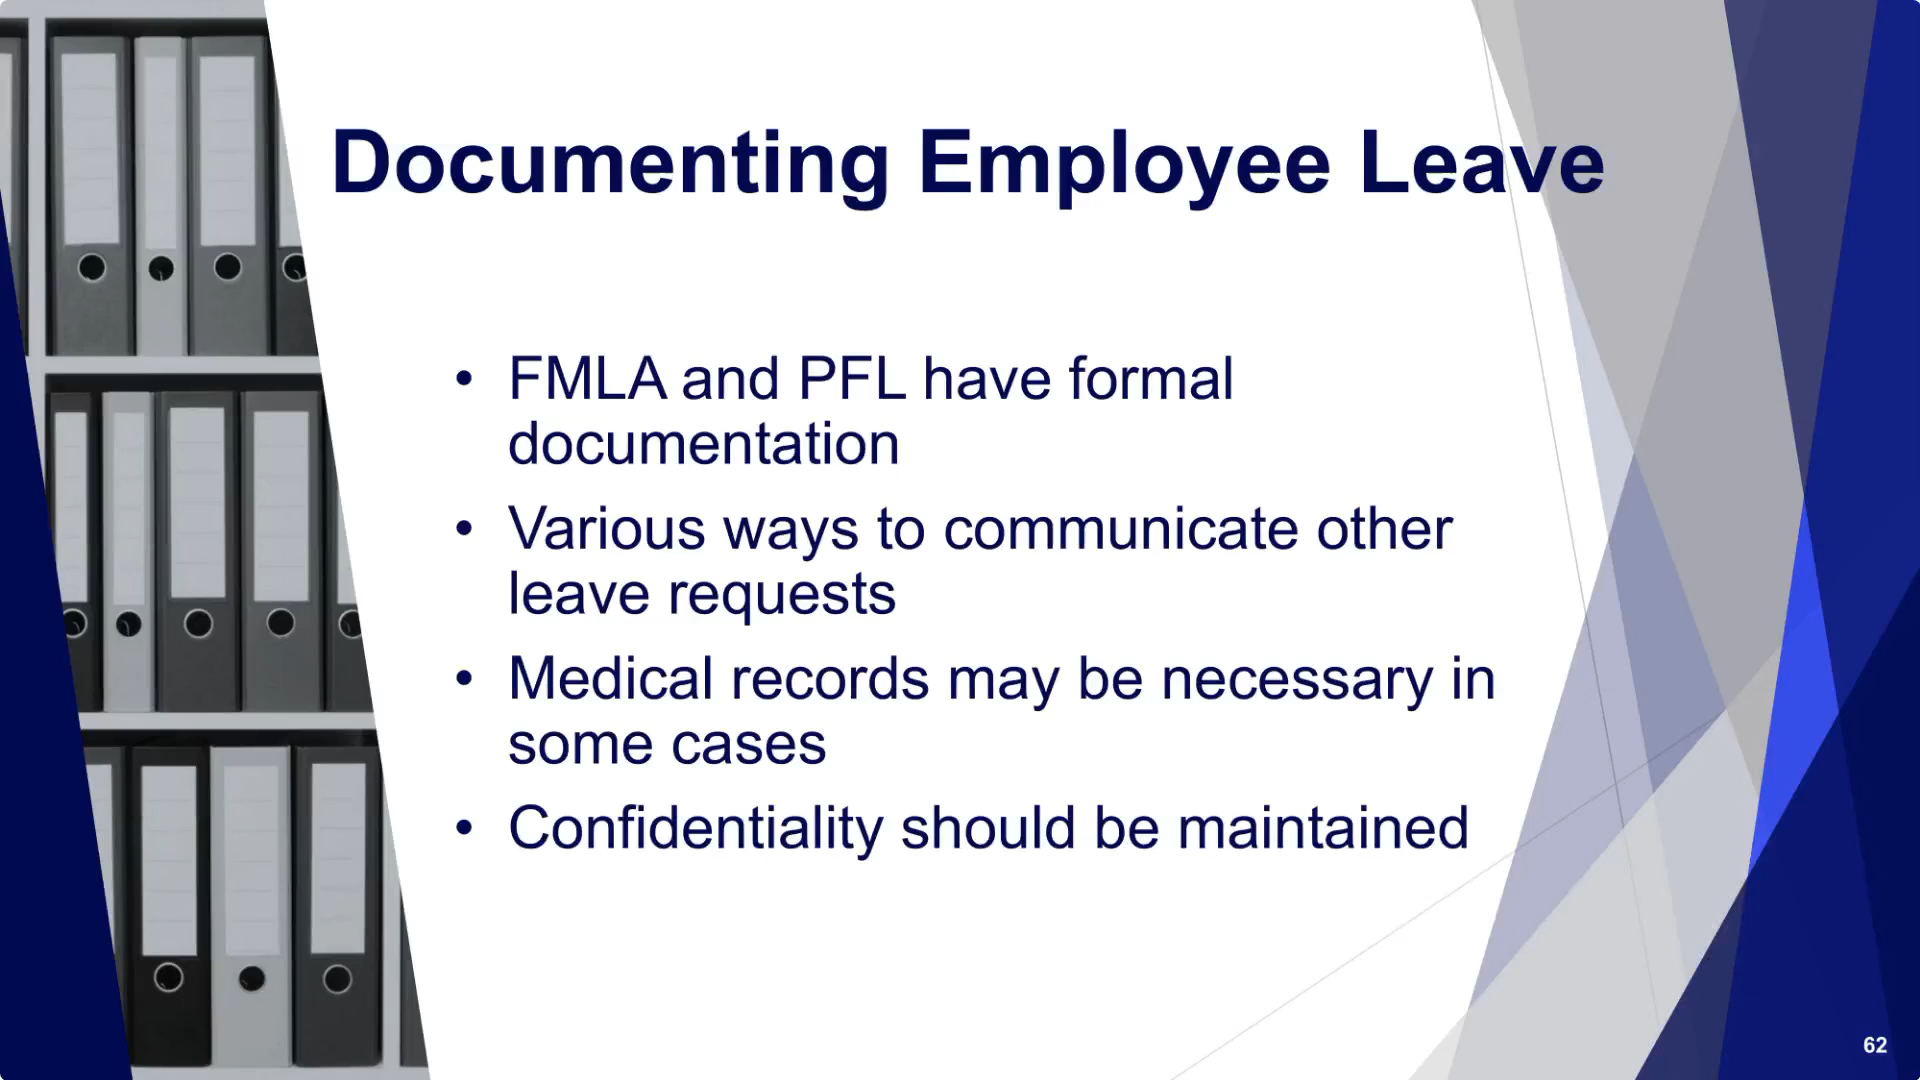 Documenting Employee Leave
• FMLA and PFL have formal
documentation
• Various ways to communicate other
leave requests
• Medical records may be necessary in
some cases
• Confidentiality should be maintained
62